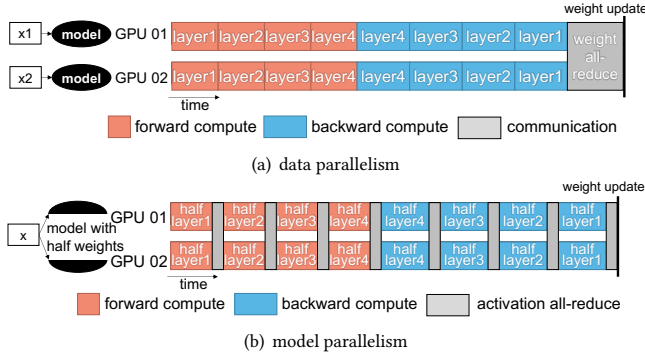 weight update
x1 model GPU 01 layer1 layer2 layer3 layer4 layer4 layer3 layer2 layer1 weight all-reduce
x2 model GPU 02 layer1 layer2 layer3 layer4 layer4 layer3 layer2 layer1
time
forward compute backward compute communication
(a) data parallelism
weight update
GPU 01 half layer1 half layer2 half layer3 half layer4 half layer4 half layer3 half layer2 half layer1
x model with half weights
GPU 02 half layer1 half layer2 half layer3 half layer4 half layer4 half layer3 half layer2 half layer1
time
forward compute backward compute activation all-reduce
(b) model parallelism